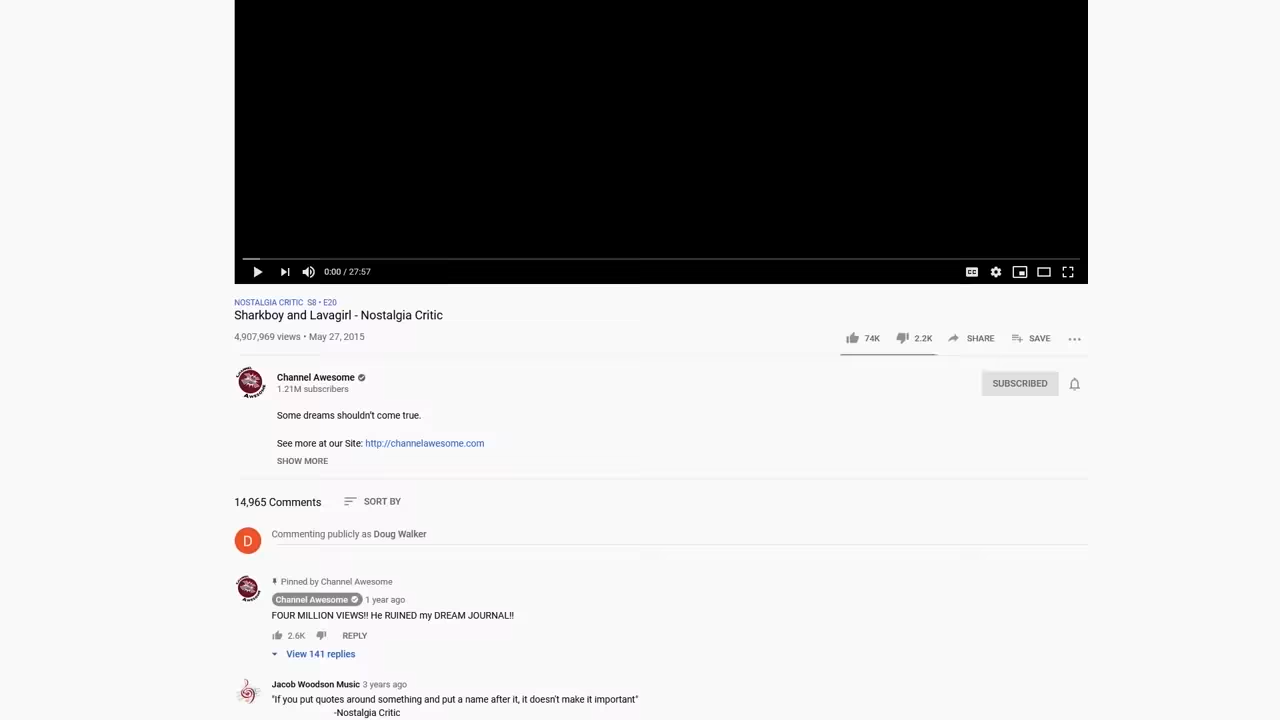 0:00 / 27:57
NOSTALGIA CRITIC S8 • E20
Sharkboy and Lavagirl - Nostalgia Critic
4,907,969 views • May 27, 2015
74K 2.2K SHARE SAVE
Channel Awesome
1.21M subscribers
SUBSCRIBED
Some dreams shouldn't come true.
See more at our Site: http://channelawesome.com
SHOW MORE
14,965 Comments SORT BY
D
Commenting publicly as Doug Walker
Pinned by Channel Awesome
Channel Awesome 1 year ago
FOUR MILLION VIEWS!! He RUINED my DREAM JOURNAL!!
2.6K REPLY
View 141 replies
Jacob Woodson Music 3 years ago
"If you put quotes around something and put a name after it, it doesn't make it important"
-Nostalgia Critic